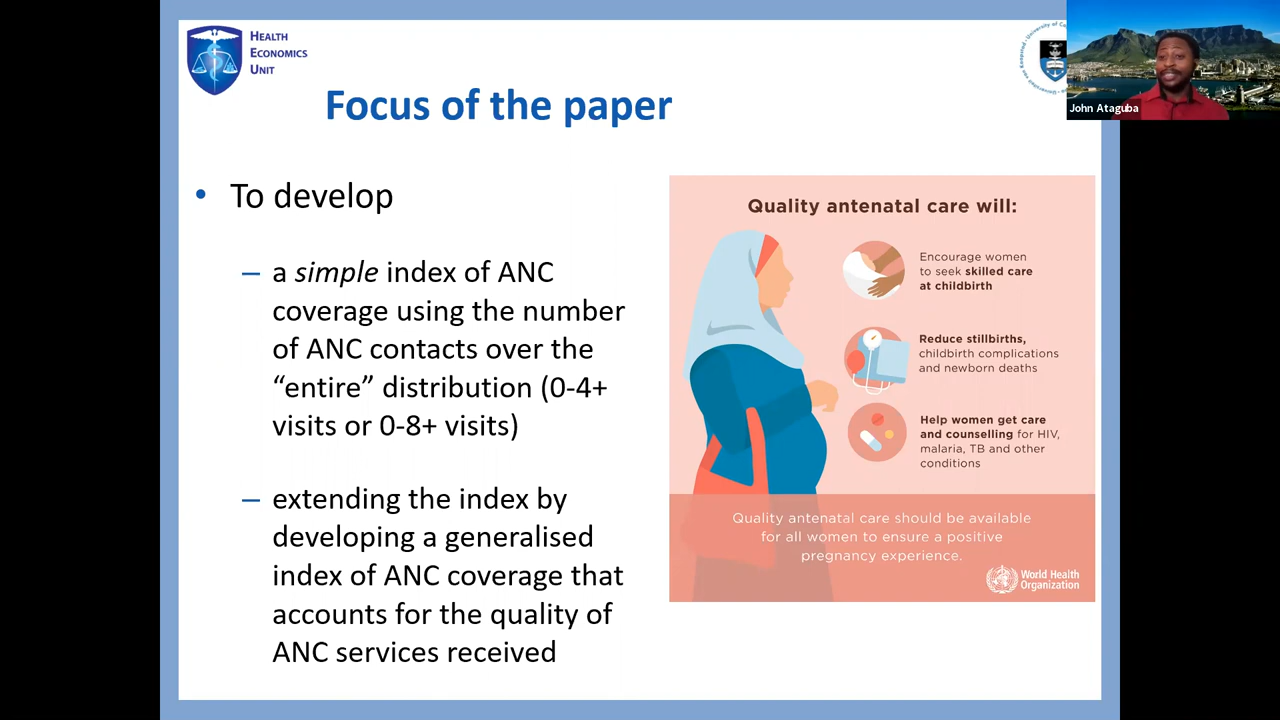 HEALTH
ECONOMICS
UNIT
John Ataguba
Focus of the paper
• To develop
– a simple index of ANC
coverage using the number
of ANC contacts over the
“entire” distribution (0-4+
visits or 0-8+ visits)
– extending the index by
developing a generalised
index of ANC coverage that
accounts for the quality of
ANC services received
Quality antenatal care will:
Encourage women
to seek skilled care
at childbirth
Reduce stillbirths,
childbirth complications
and newborn deaths
Help women get care
and counselling for HIV,
malaria, TB and other
conditions
Quality antenatal care should be available
for all women to ensure a positive
pregnancy experience.
World Health
Organization